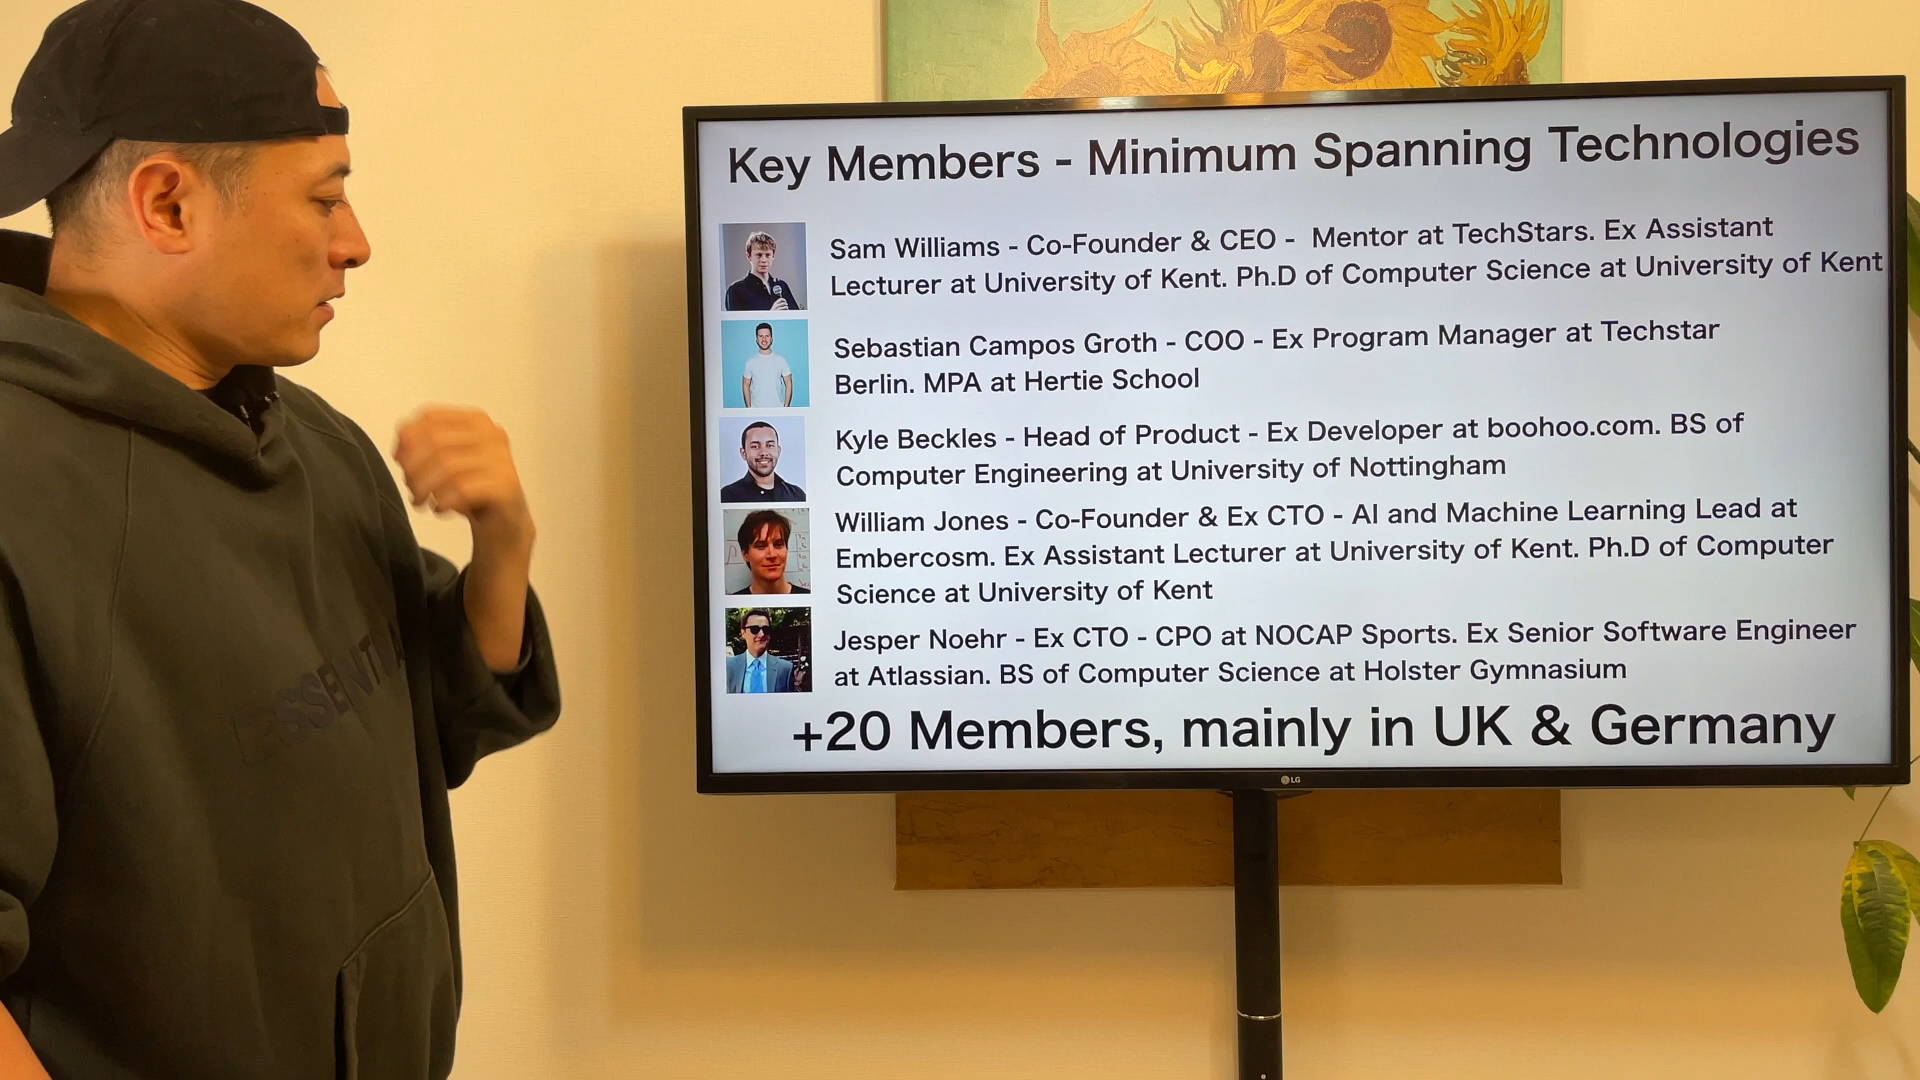 Key Members - Minimum Spanning Technologies
Sam Williams - Co-Founder & CEO - Mentor at TechStars. Ex Assistant
Lecturer at University of Kent. Ph.D of Computer Science at University of Kent
Sebastian Campos Groth - COO - Ex Program Manager at Techstar
Berlin. MPA at Hertie School
Kyle Beckles - Head of Product - Ex Developer at boohoo.com. BS of
Computer Engineering at University of Nottingham
William Jones - Co-Founder & Ex CTO - AI and Machine Learning Lead at
Embercosm. Ex Assistant Lecturer at University of Kent. Ph.D of Computer
Science at University of Kent
Jesper Noehr - Ex CTO - CPO at NOCAP Sports. Ex Senior Software Engineer
at Atlassian. BS of Computer Science at Holster Gymnasium
+20 Members, mainly in UK & Germany
LG